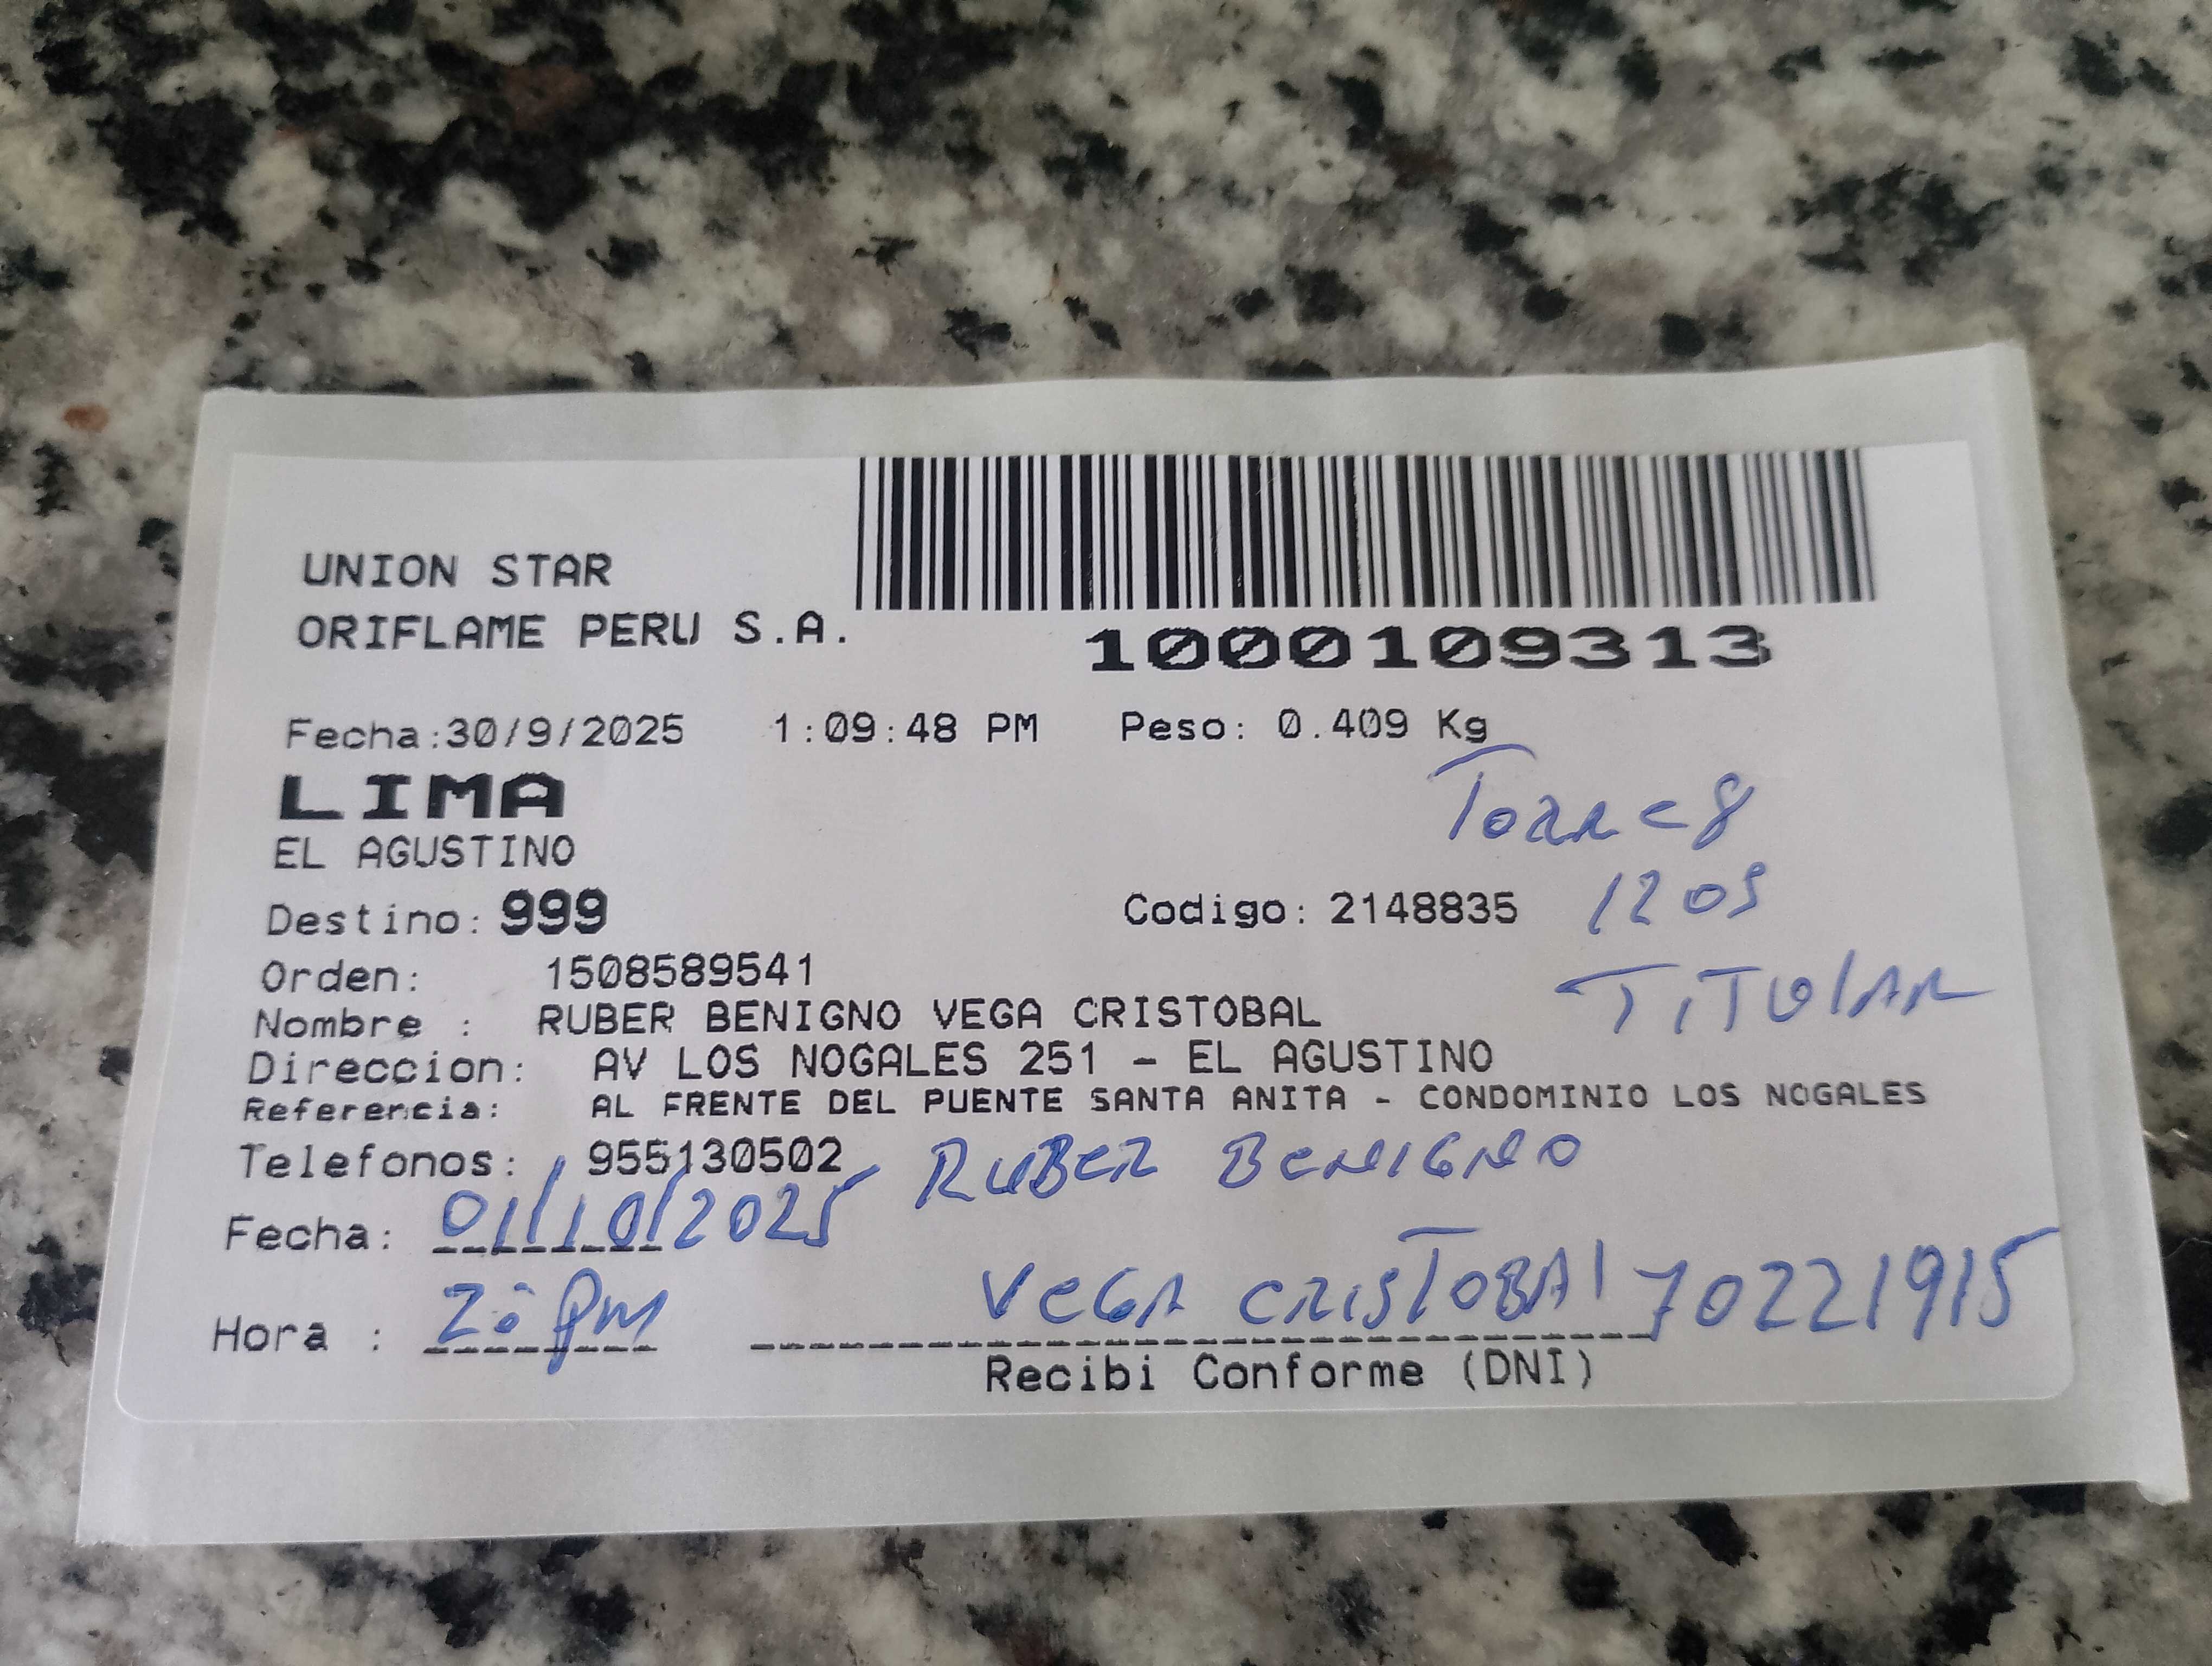 UNION STAR
ORIFLAME PERU S.A.
1000109313
Fecha:30/9/2025 1:09:48 PM Peso: 0.409 Kg
LIMA
EL AGUSTINO
Torre 8
Destino: 999 Codigo: 2148835 1205
TITULAR
Orden: 1508589541
Nombre : RUBER BENIGNO VEGA CRISTOBAL
Direccion: AV LOS NOGALES 251 - EL AGUSTINO
Referencia: AL FRENTE DEL PUENTE SANTA ANITA - CONDOMINIO LOS NOGALES
Telefonos: 955130502 RUBER BENIGNO
Fecha: 01/10/2025
VEGA CRISTOBAL 70221915
Hora : 2: pm
Recibi Conforme (DNI)